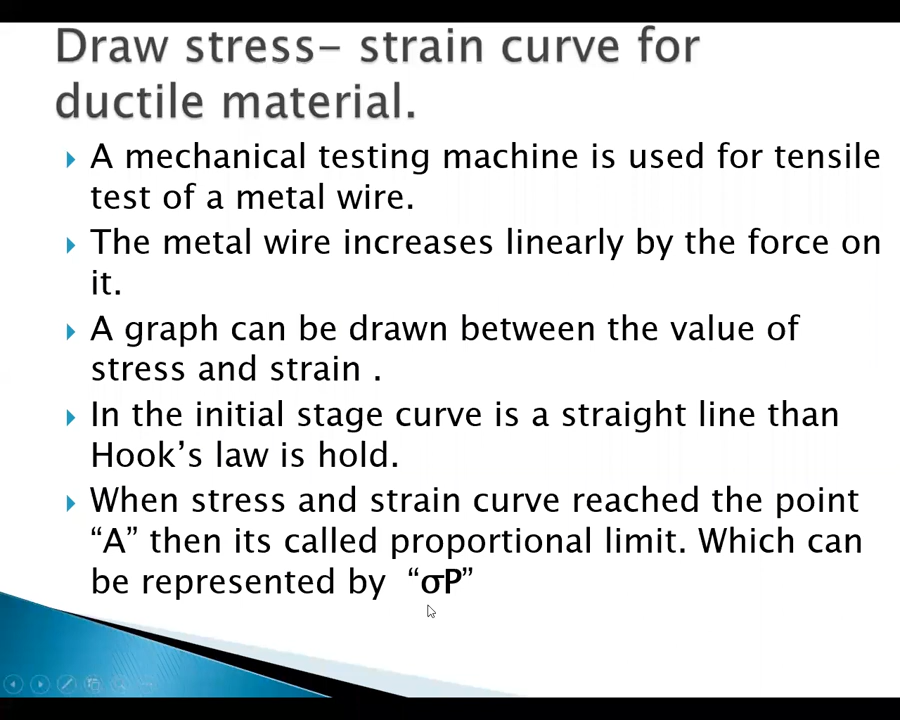 Draw stress– strain curve for
ductile material.
A mechanical testing machine is used for tensile
test of a metal wire.
The metal wire increases linearly by the force on
it.
A graph can be drawn between the value of
stress and strain .
In the initial stage curve is a straight line than
Hook’s law is hold.
When stress and strain curve reached the point
“A” then its called proportional limit. Which can
be represented by “σP”